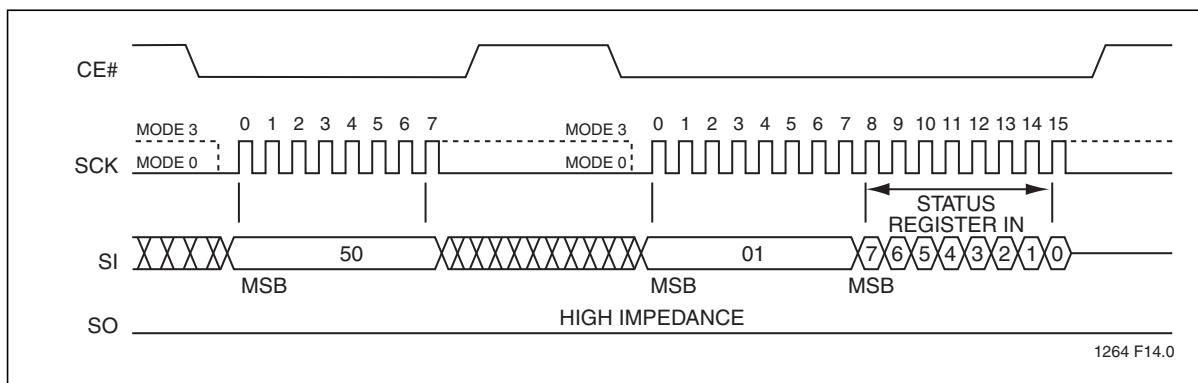 CE#
MODE 3 0 1 2 3 4 5 6 7 MODE 3 0 1 2 3 4 5 6 7 8 9 10 11 12 13 14 15
SCK MODE 0 MODE 0
STATUS
REGISTER IN
SI 50 01 7 6 5 4 3 2 1 0
MSB MSB MSB
SO HIGH IMPEDANCE
1264 F14.0